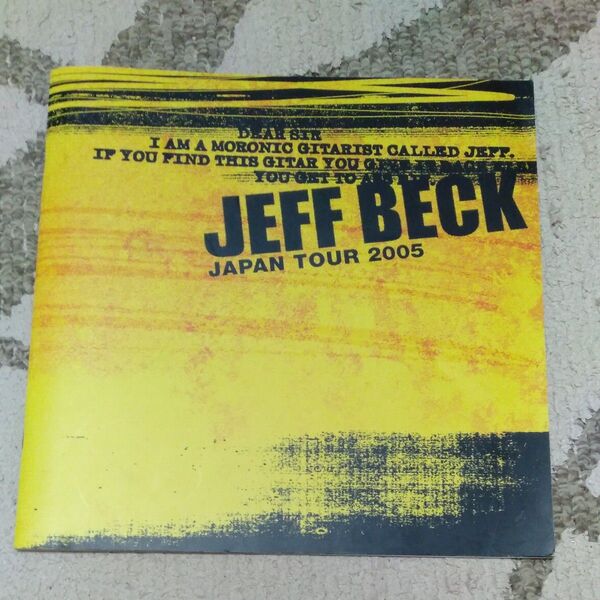 DEAR SIR
I AM A MORONIC GITARIST CALLED JEFF.
IF YOU FIND THIS GITAR YOU GIVE
YOU GET TO
JEFF BECK
JAPAN TOUR 2005